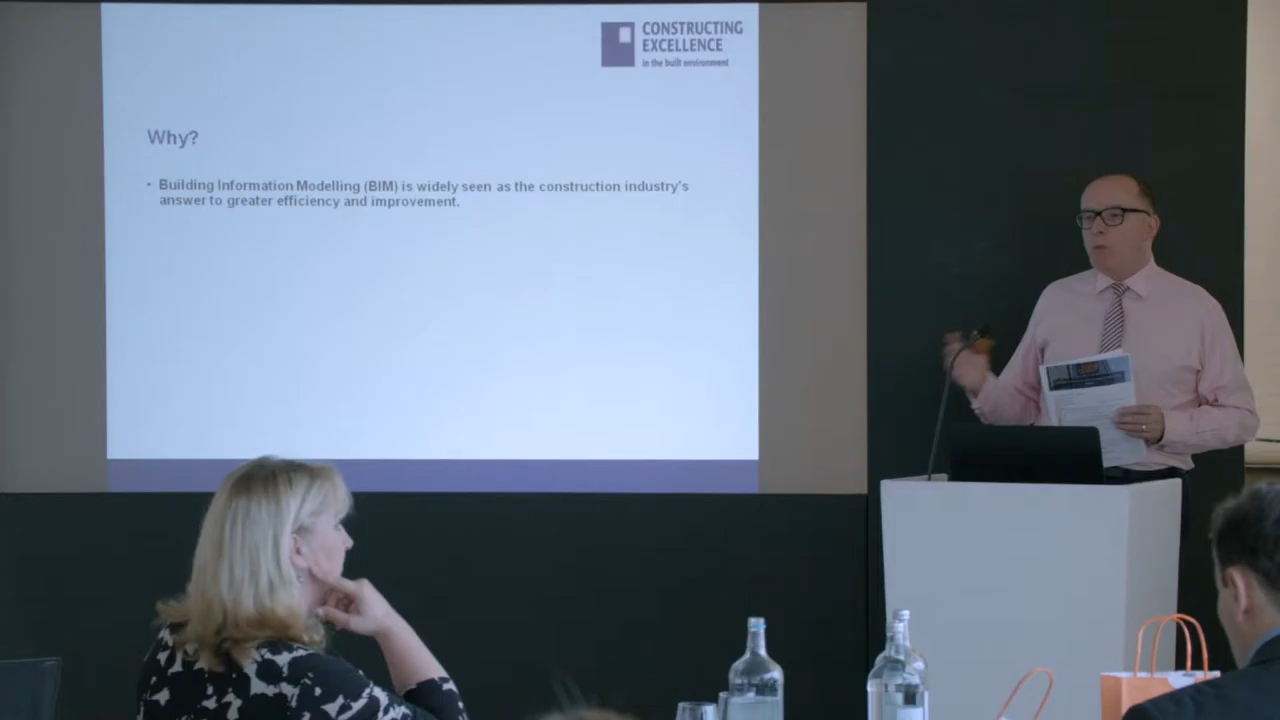 CONSTRUCTING
EXCELLENCE
in the built environment
Why?
• Building Information Modelling (BIM) is widely seen as the construction industry's
answer to greater efficiency and improvement.